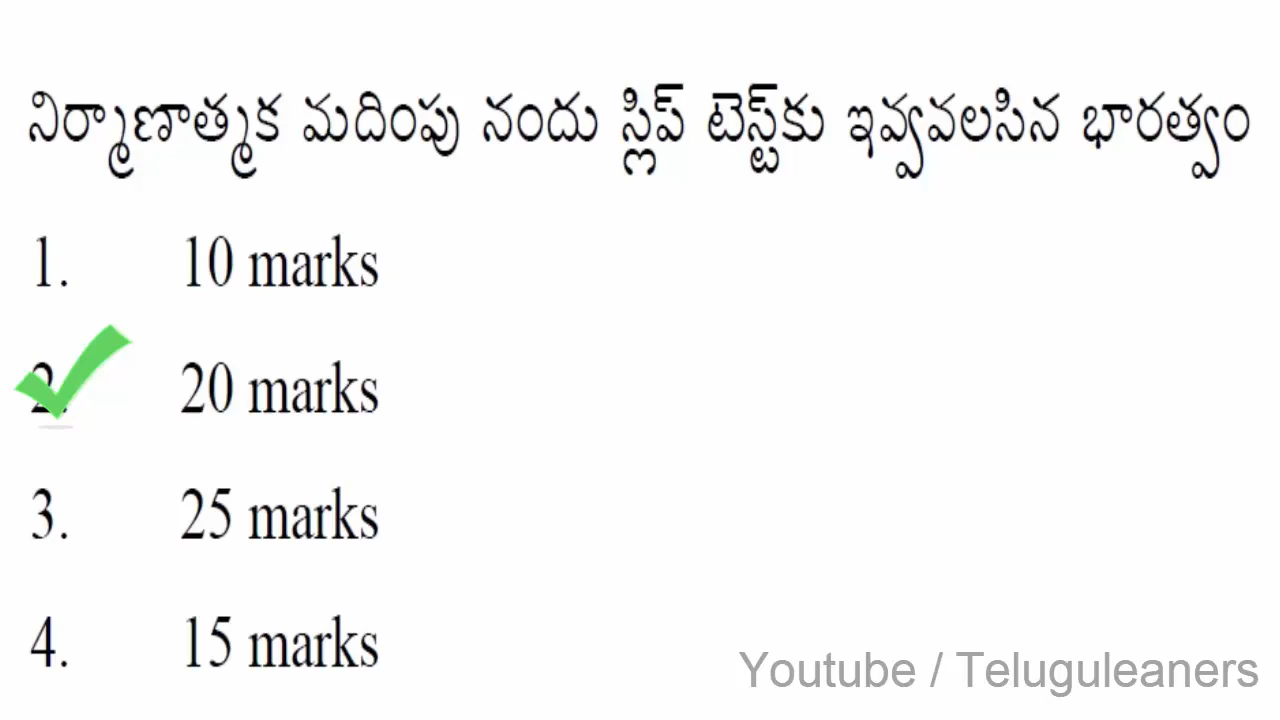 నిర్మాణాత్మక మదింపు నందు స్లిప్ టెస్ట్‌కు ఇవ్వవలసిన భారత్వం
1. 10 marks
2. 20 marks
3. 25 marks
4. 15 marks
Youtube / Teluguleaners